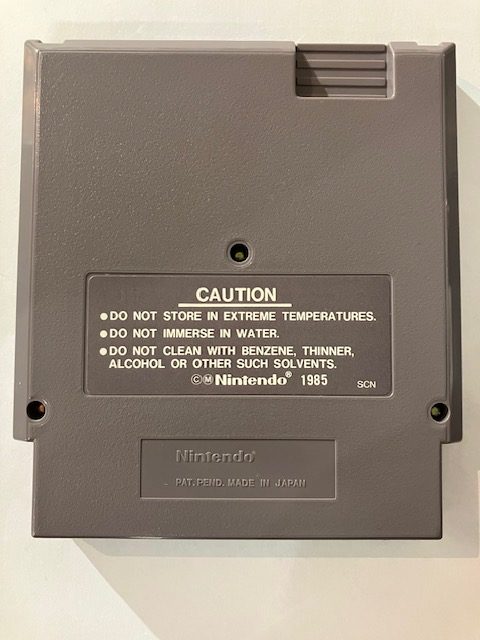 CAUTION
●DO NOT STORE IN EXTREME TEMPERATURES.
●DO NOT IMMERSE IN WATER.
●DO NOT CLEAN WITH BENZENE, THINNER,
ALCOHOL OR OTHER SUCH SOLVENTS.
©Ⓜ Nintendo® 1985 SCN
Nintendo®
PAT. PEND. MADE IN JAPAN